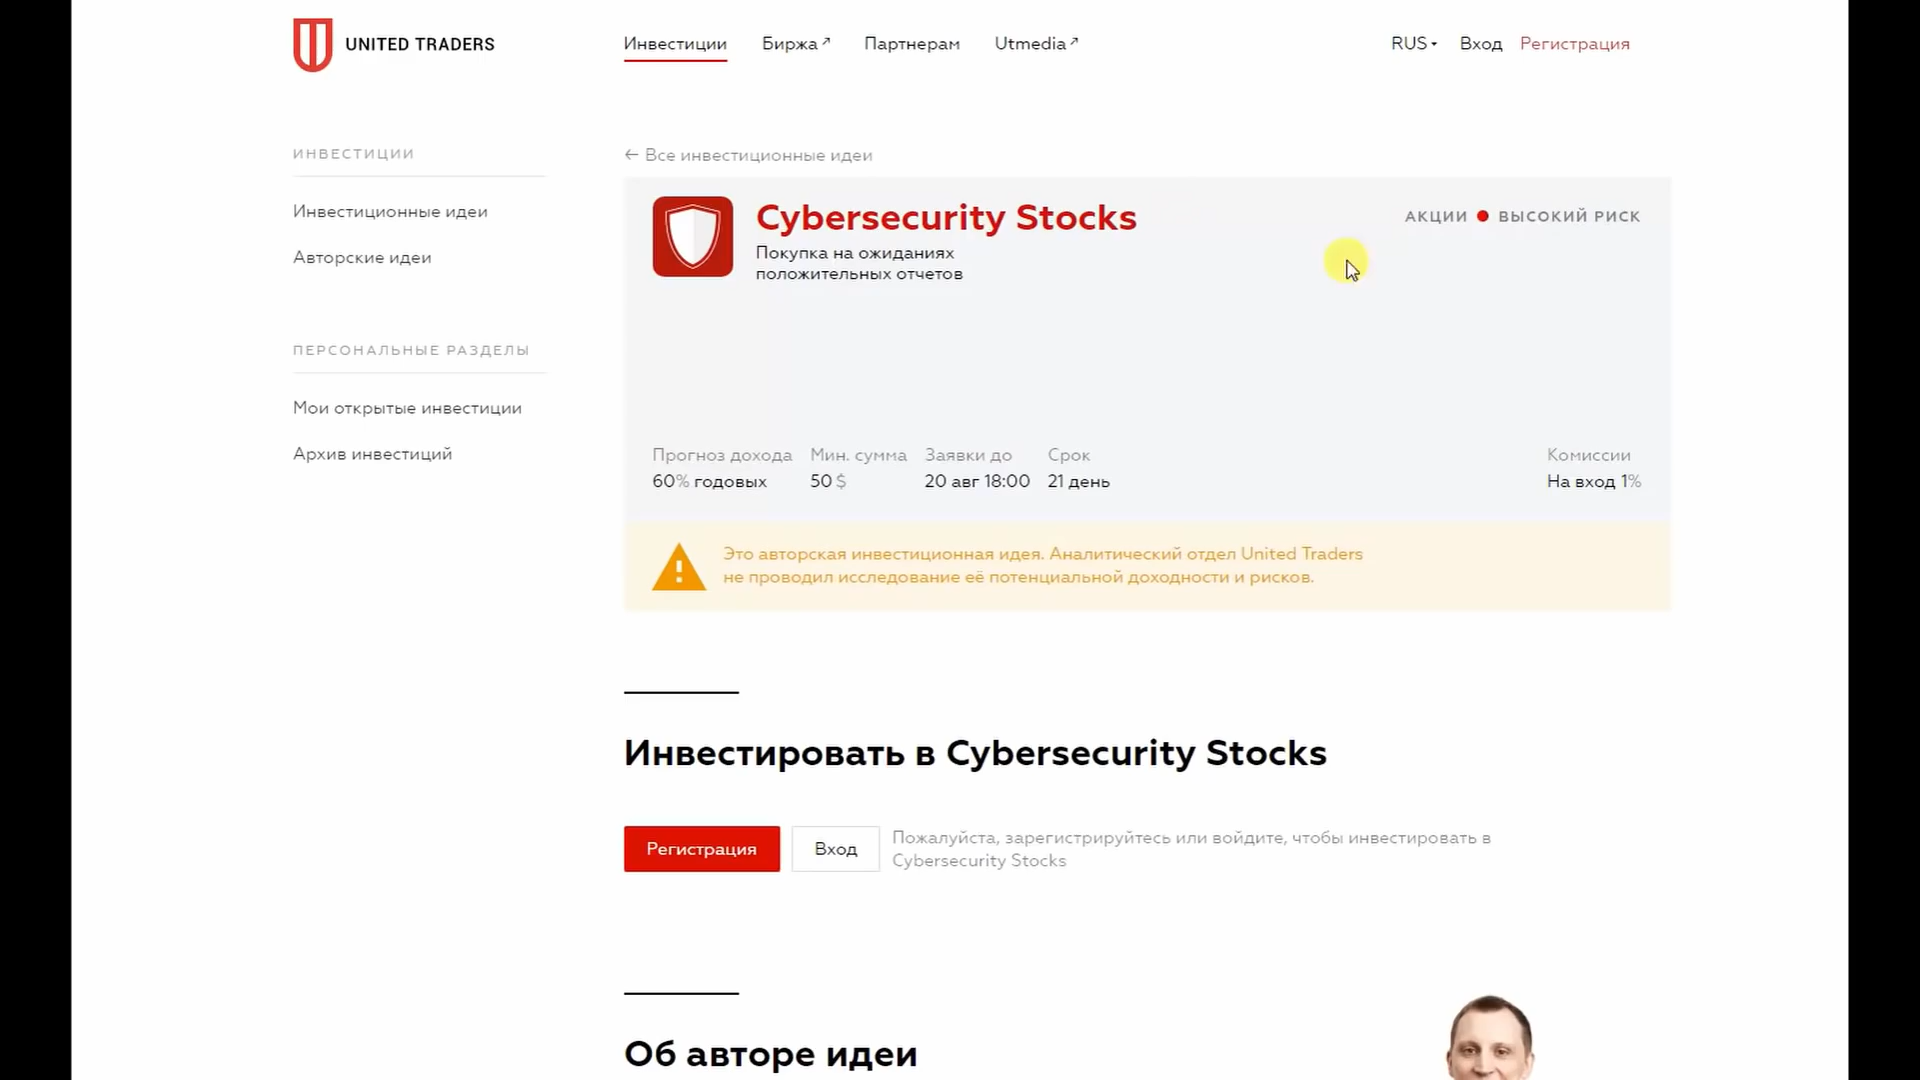 UNITED TRADERS
Инвестиции
Биржа↗
Партнерам
Utmedia↗
RUS
Вход
Регистрация
ИНВЕСТИЦИИ
Инвестиционные идеи
Авторские идеи
ПЕРСОНАЛЬНЫЕ РАЗДЕЛЫ
Мои открытые инвестиции
Архив инвестиций
← Все инвестиционные идеи
Cybersecurity Stocks
Покупка на ожиданиях
положительных отчетов
АКЦИИ ● ВЫСОКИЙ РИСК
Прогноз дохода
60% годовых
Мин. сумма
50 $
Заявки до
20 авг 18:00
Срок
21 день
Комиссии
На вход 1%
Это авторская инвестиционная идея. Аналитический отдел United Traders
не проводил исследование её потенциальной доходности и рисков.
Инвестировать в Cybersecurity Stocks
Регистрация
Вход
Пожалуйста, зарегистрируйтесь или войдите, чтобы инвестировать в
Cybersecurity Stocks
Об авторе идеи